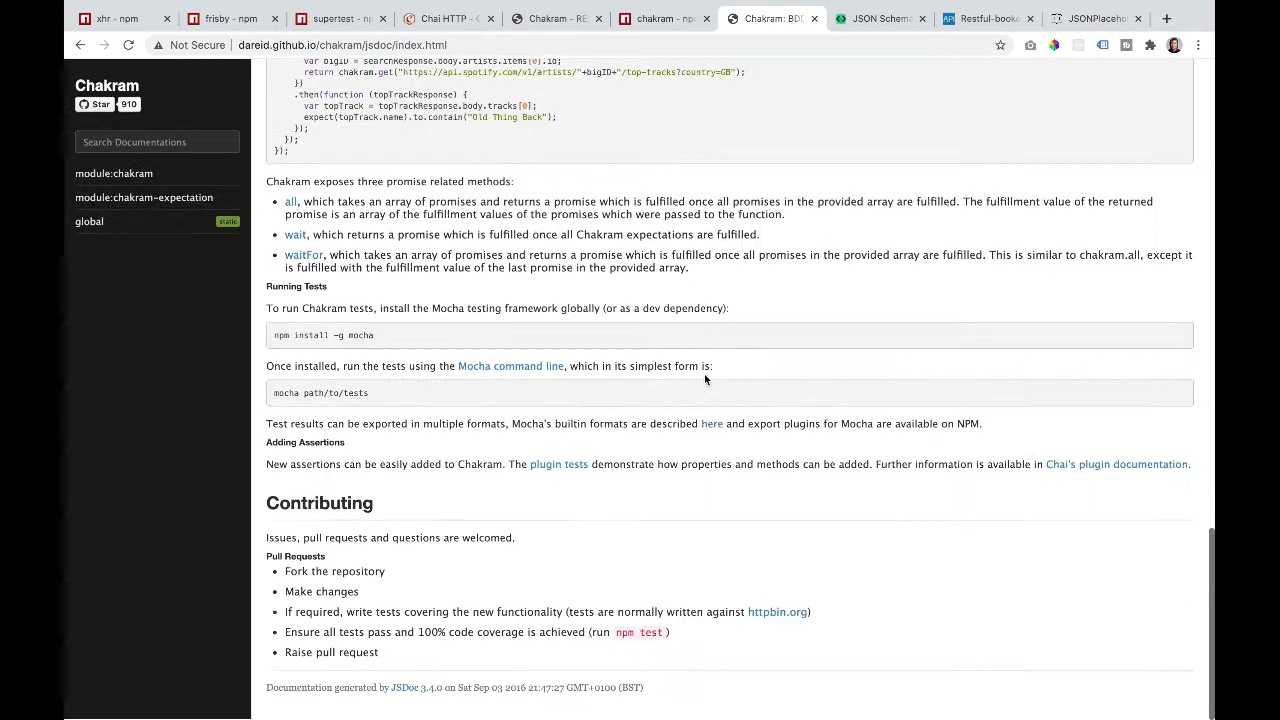 xhr - npm
frisby - npm
supertest - np
Chai HTTP - C
Chakram - RE
chakram - npm
Chakram: BDD
JSON Schema
Restful-booke
JSONPlacehol
Not Secure
dareid.github.io/chakram/jsdoc/index.html
Chakram
Star 910
Search Documentations
module:chakram
module:chakram-expectation
global static
var bigID = searchResponse.body.artists.items[0].id;
return chakram.get("https://api.spotify.com/v1/artists/"+bigID+"/top-tracks?country=GB");
})
.then(function (topTrackResponse) {
var topTrack = topTrackResponse.body.tracks[0];
expect(topTrack.name).to.contain("Old Thing Back");
});
});
});
Chakram exposes three promise related methods:
all, which takes an array of promises and returns a promise which is fulfilled once all promises in the provided array are fulfilled. The fulfillment value of the returned
promise is an array of the fulfillment values of the promises which were passed to the function.
wait, which returns a promise which is fulfilled once all Chakram expectations are fulfilled.
waitFor, which takes an array of promises and returns a promise which is fulfilled once all promises in the provided array are fulfilled. This is similar to chakram.all, except it
is fulfilled with the fulfillment value of the last promise in the provided array.
Running Tests
To run Chakram tests, install the Mocha testing framework globally (or as a dev dependency):
npm install -g mocha
Once installed, run the tests using the Mocha command line, which in its simplest form is:
mocha path/to/tests
Test results can be exported in multiple formats, Mocha's builtin formats are described here and export plugins for Mocha are available on NPM.
Adding Assertions
New assertions can be easily added to Chakram. The plugin tests demonstrate how properties and methods can be added. Further information is available in Chai's plugin documentation.
Contributing
Issues, pull requests and questions are welcomed.
Pull Requests
Fork the repository
Make changes
If required, write tests covering the new functionality (tests are normally written against httpbin.org)
Ensure all tests pass and 100% code coverage is achieved (run npm test)
Raise pull request
Documentation generated by JSDoc 3.4.0 on Sat Sep 03 2016 21:47:27 GMT+0100 (BST)